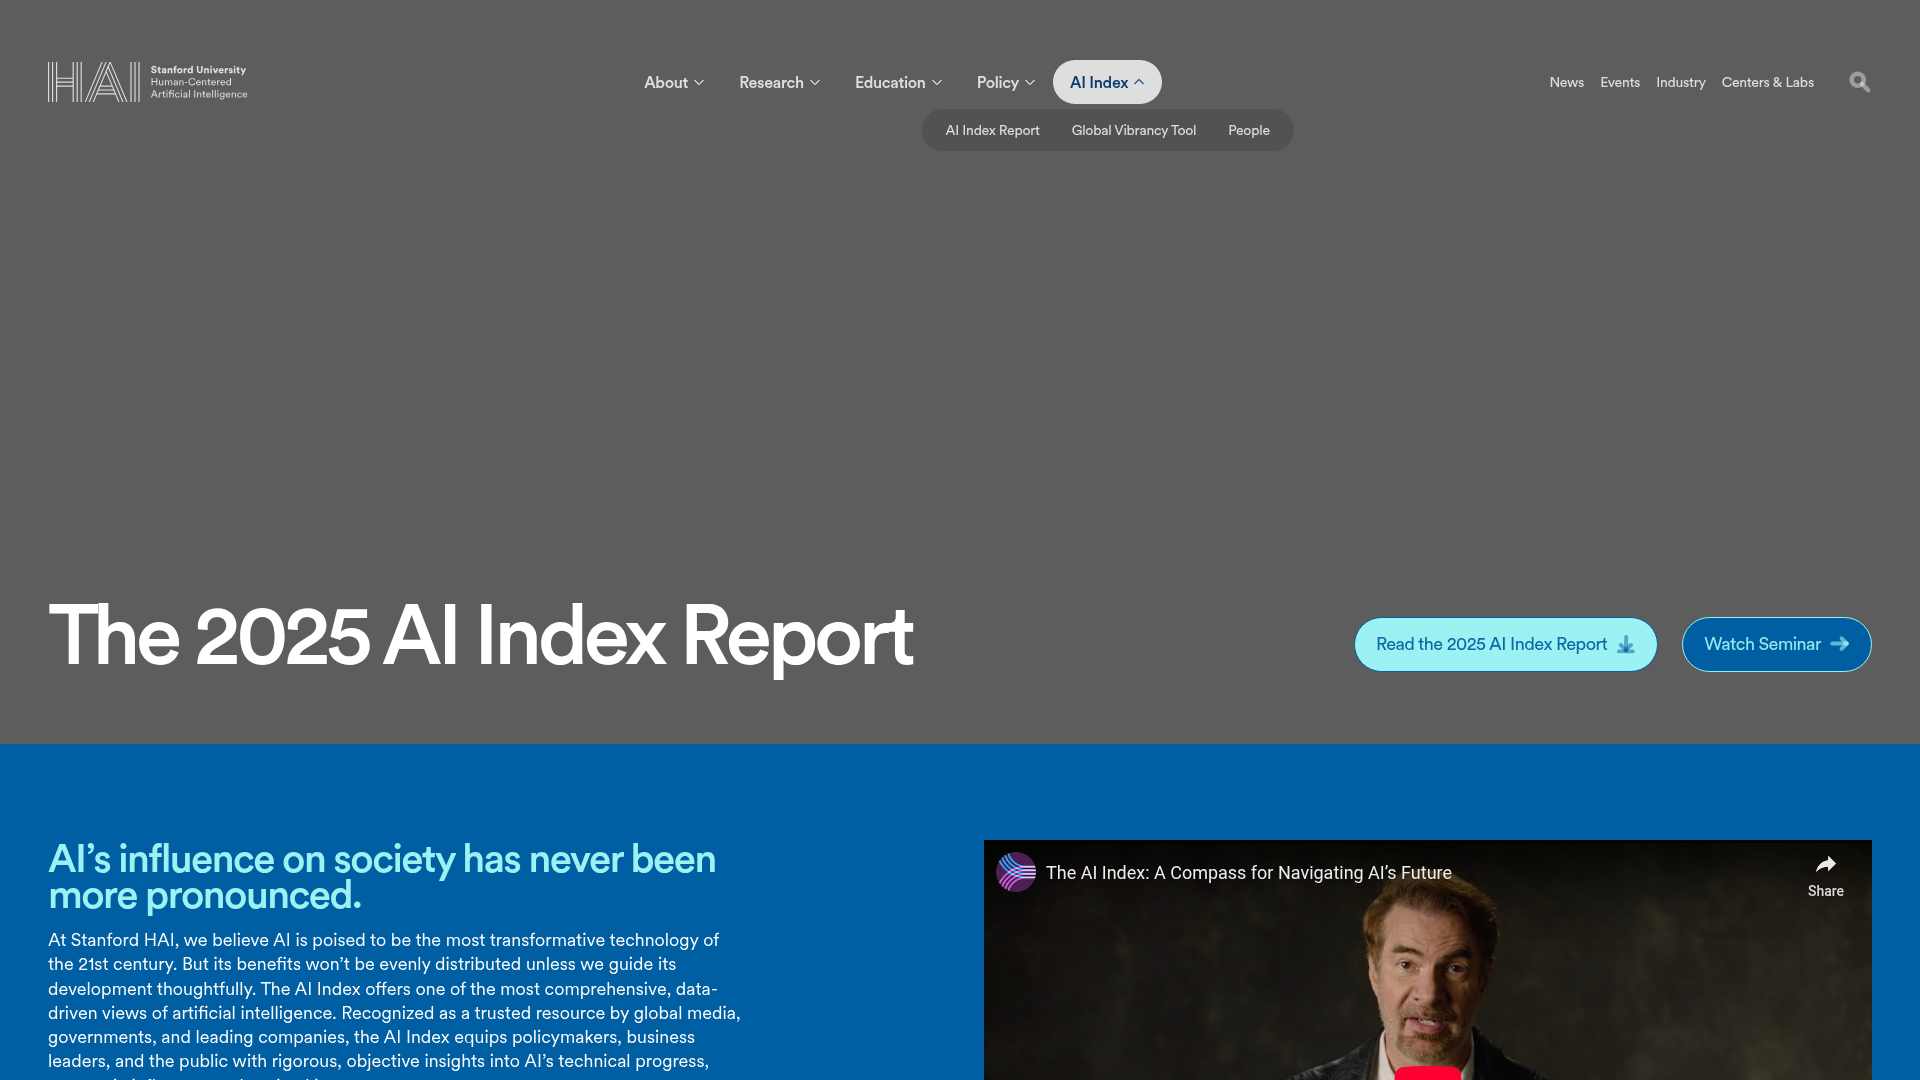 Stanford University
Human-Centered
Artificial Intelligence
About
Research
Education
Policy
AI Index
News
Events
Industry
Centers & Labs
AI Index Report
Global Vibrancy Tool
People
The 2025 AI Index Report
Read the 2025 AI Index Report
Watch Seminar
AI’s influence on society has never been
more pronounced.
At Stanford HAI, we believe AI is poised to be the most transformative technology of
the 21st century. But its benefits won’t be evenly distributed unless we guide its
development thoughtfully. The AI Index offers one of the most comprehensive, data-
driven views of artificial intelligence. Recognized as a trusted resource by global media,
governments, and leading companies, the AI Index equips policymakers, business
leaders, and the public with rigorous, objective insights into AI’s technical progress,
HAI
The AI Index: A Compass for Navigating AI’s Future
Share